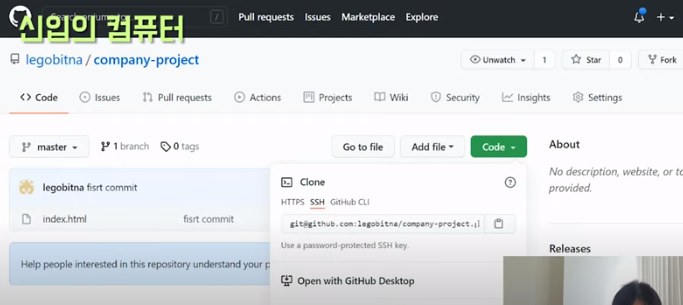 신입의 컴퓨터
Pull requests Issues Marketplace Explore
legobitna / company-project
Unwatch 1 Star 0 Fork
Code Issues Pull requests Actions Projects Wiki Security Insights Settings
master 1 branch 0 tags Go to file Add file Code About
No description, website, or to
provided.
legobitna fisrt commit
Clone
HTTPS SSH GitHub CLI
index.html fisrt commit
git@github.com:legobitna/company-project.gi
Use a password-protected SSH key.
Releases
Help people interested in this repository understand your p
Open with GitHub Desktop